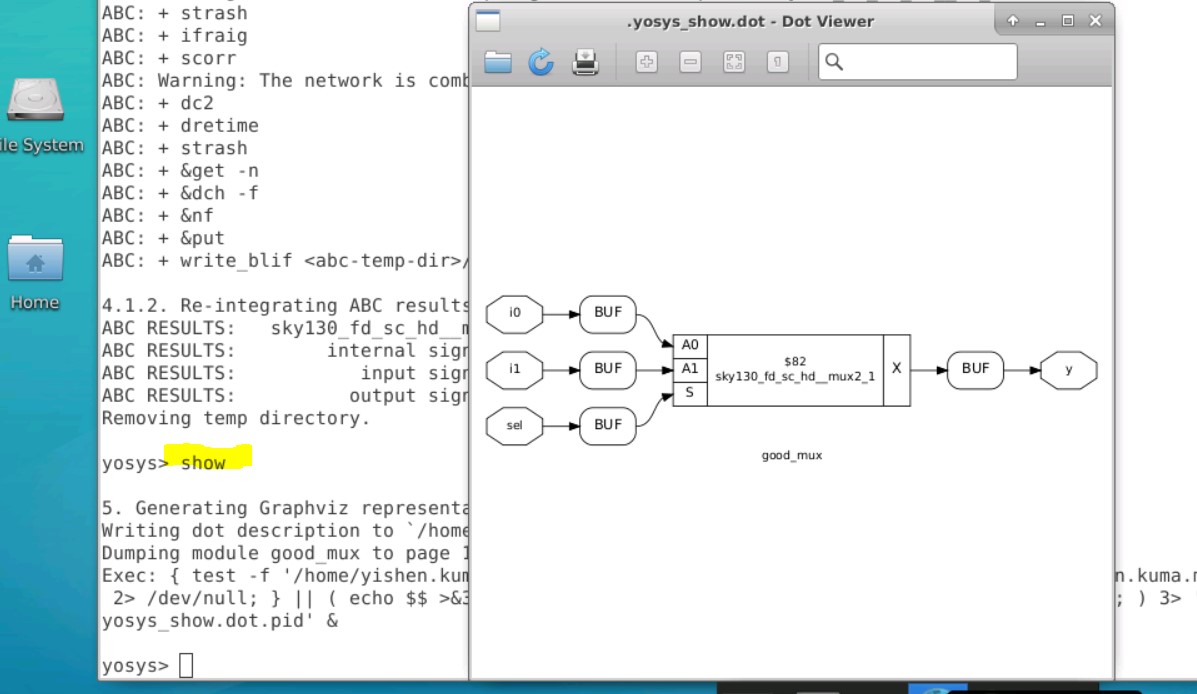 ABC: + strash
ABC: + ifraig
ABC: + scorr
ABC: Warning: The network is comb
ABC: + dc2
ABC: + dretime
ABC: + strash
ABC: + &get -n
ABC: + &dch -f
ABC: + &nf
ABC: + &put
ABC: + write_blif <abc-temp-dir>/
4.1.2. Re-integrating ABC results
ABC RESULTS:   sky130_fd_sc_hd__m
ABC RESULTS:        internal sign
ABC RESULTS:           input sign
ABC RESULTS:          output sign
Removing temp directory.
yosys> show
5. Generating Graphviz representa
Writing dot description to `/home
Dumping module good_mux to page 1
Exec: { test -f '/home/yishen.kum
n.kuma.
2> /dev/null; } || ( echo $$ >&3
; ) 3>
yosys_show.dot.pid' &
yosys>
ile System
Home
.yosys_show.dot - Dot Viewer
i0
BUF
i1
BUF
sel
BUF
A0
A1
S
$82
sky130_fd_sc_hd__mux2_1
X
BUF
y
good_mux